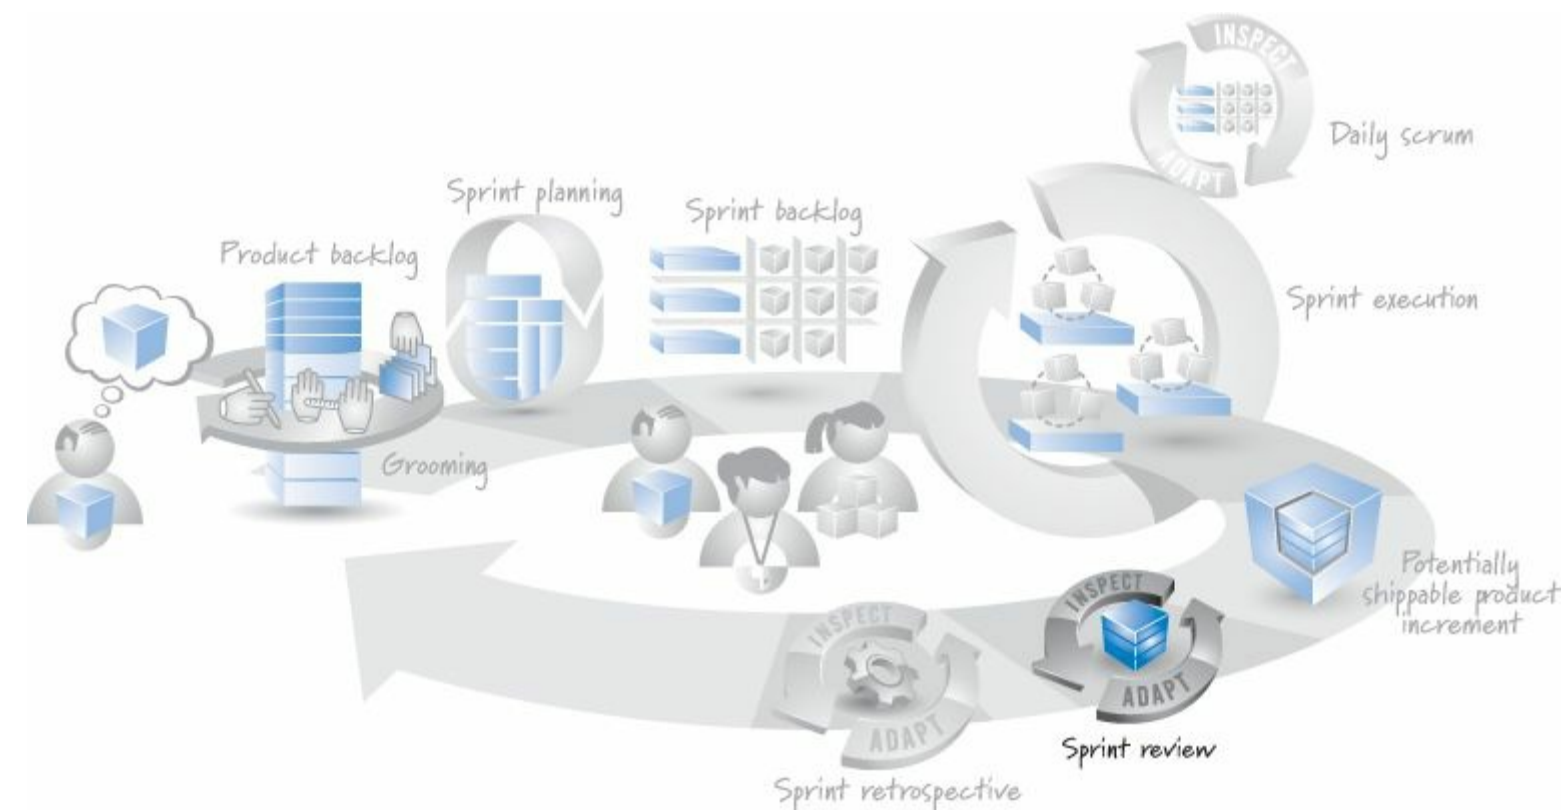 INSPECT
ADAPT
Daily scrum
Sprint planning
Sprint backlog
Product backlog
Sprint execution
Grooming
Potentially
shippable product
increment
INSPECT
ADAPT
Sprint review
INSPECT
ADAPT
Sprint retrospective